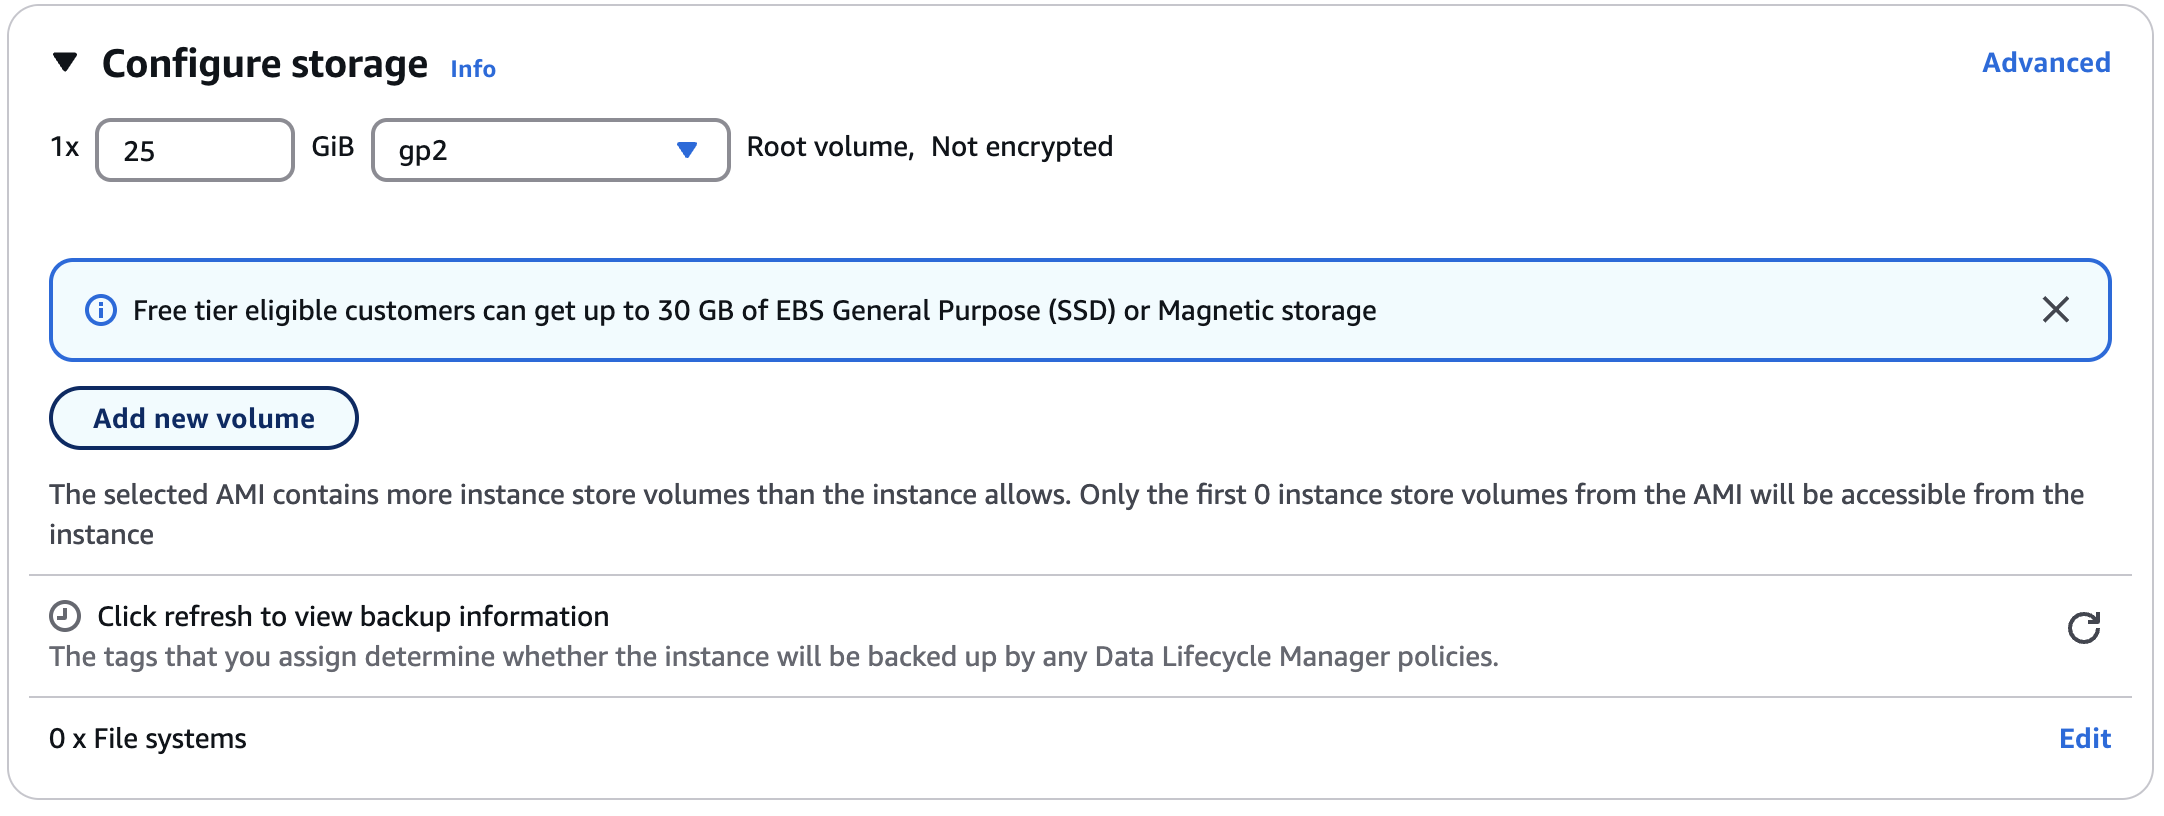 Configure storage Info Advanced
1x 25 GiB gp2 Root volume, Not encrypted
Free tier eligible customers can get up to 30 GB of EBS General Purpose (SSD) or Magnetic storage
Add new volume
The selected AMI contains more instance store volumes than the instance allows. Only the first 0 instance store volumes from the AMI will be accessible from the
instance
Click refresh to view backup information
The tags that you assign determine whether the instance will be backed up by any Data Lifecycle Manager policies.
0 x File systems Edit